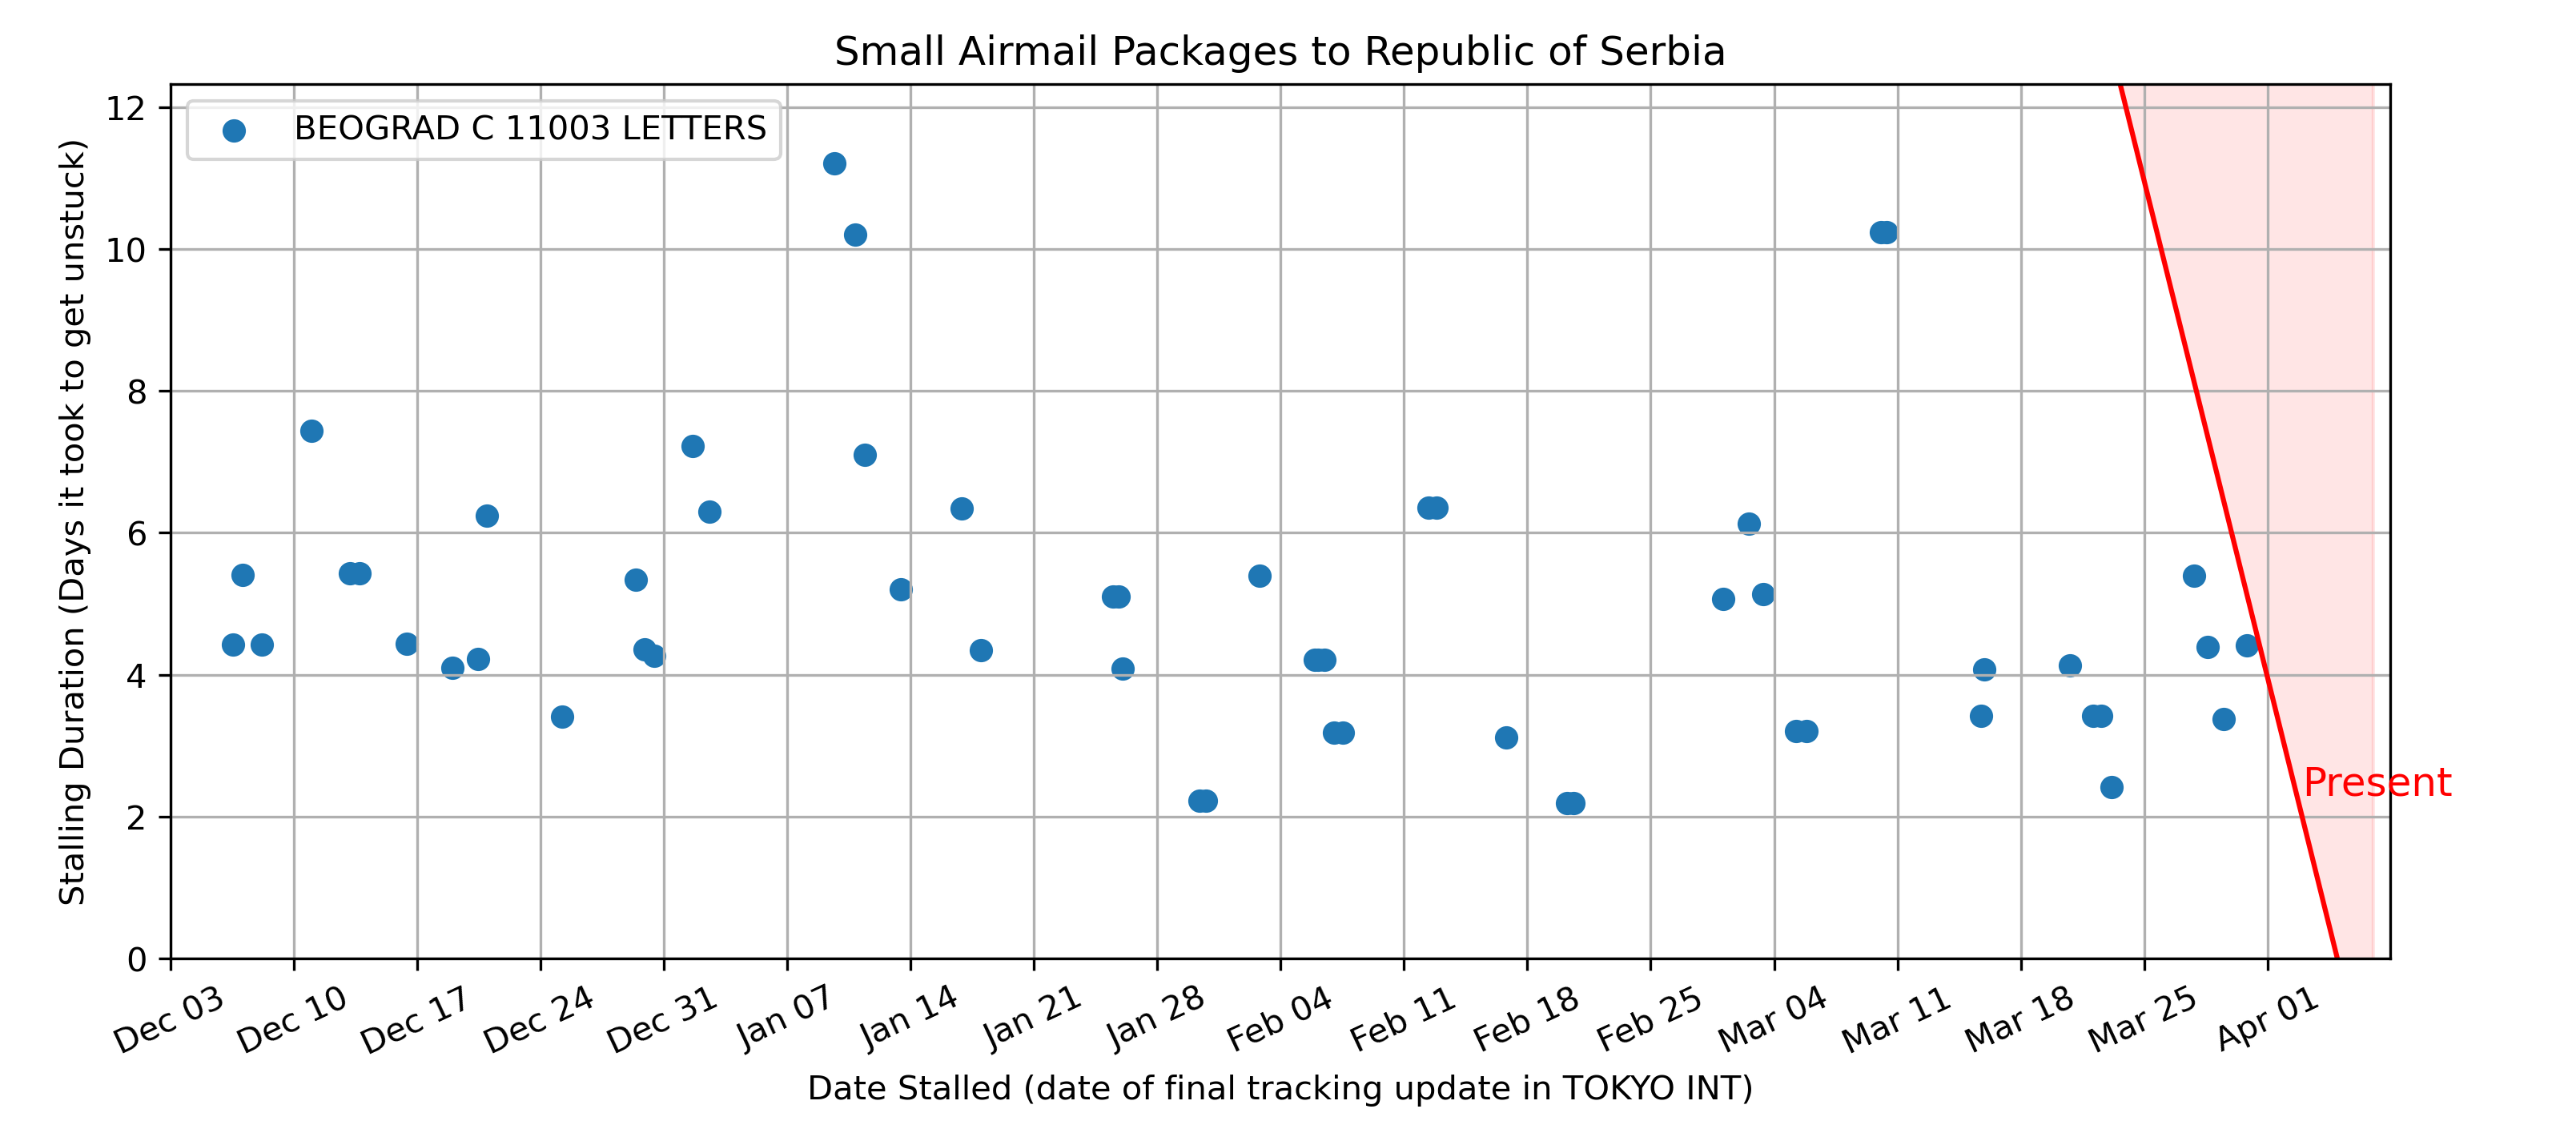 Small Airmail Packages to Republic of Serbia
BEOGRAD C 11003 LETTERS
Stalling Duration (Days it took to get unstuck)
12
10
8
6
4
2
0
Present
Dec 03
Dec 10
Dec 17
Dec 24
Dec 31
Jan 07
Jan 14
Jan 21
Jan 28
Feb 04
Feb 11
Feb 18
Feb 25
Mar 04
Mar 11
Mar 18
Mar 25
Apr 01
Date Stalled (date of final tracking update in TOKYO INT)